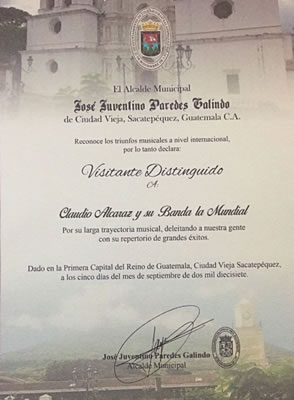 El Alcalde Municipal
José Juventino Paredes Galindo
de Ciudad Vieja, Sacatepéquez, Guatemala C.A.
Reconoce los triunfos musicales a nivel internacional,
por lo tanto declara:
Visitante Distinguido
A:
Claudio Alcaraz y su Banda la Mundial
Por su larga trayectoria musical, deleitando a nuestra gente
con su repertorio de grandes éxitos.
Dado en la Primera Capital del Reino de Guatemala, Ciudad Vieja Sacatepéquez,
a los cinco días del mes de septiembre de dos mil diecisiete.
José Juventino Paredes Galindo
Alcalde Municipal